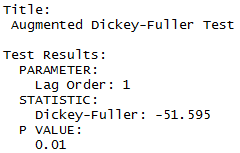 Title:
Augmented Dickey-Fuller Test
Test Results:
PARAMETER:
Lag Order: 1
STATISTIC:
Dickey-Fuller: -51.595
P VALUE:
0.01